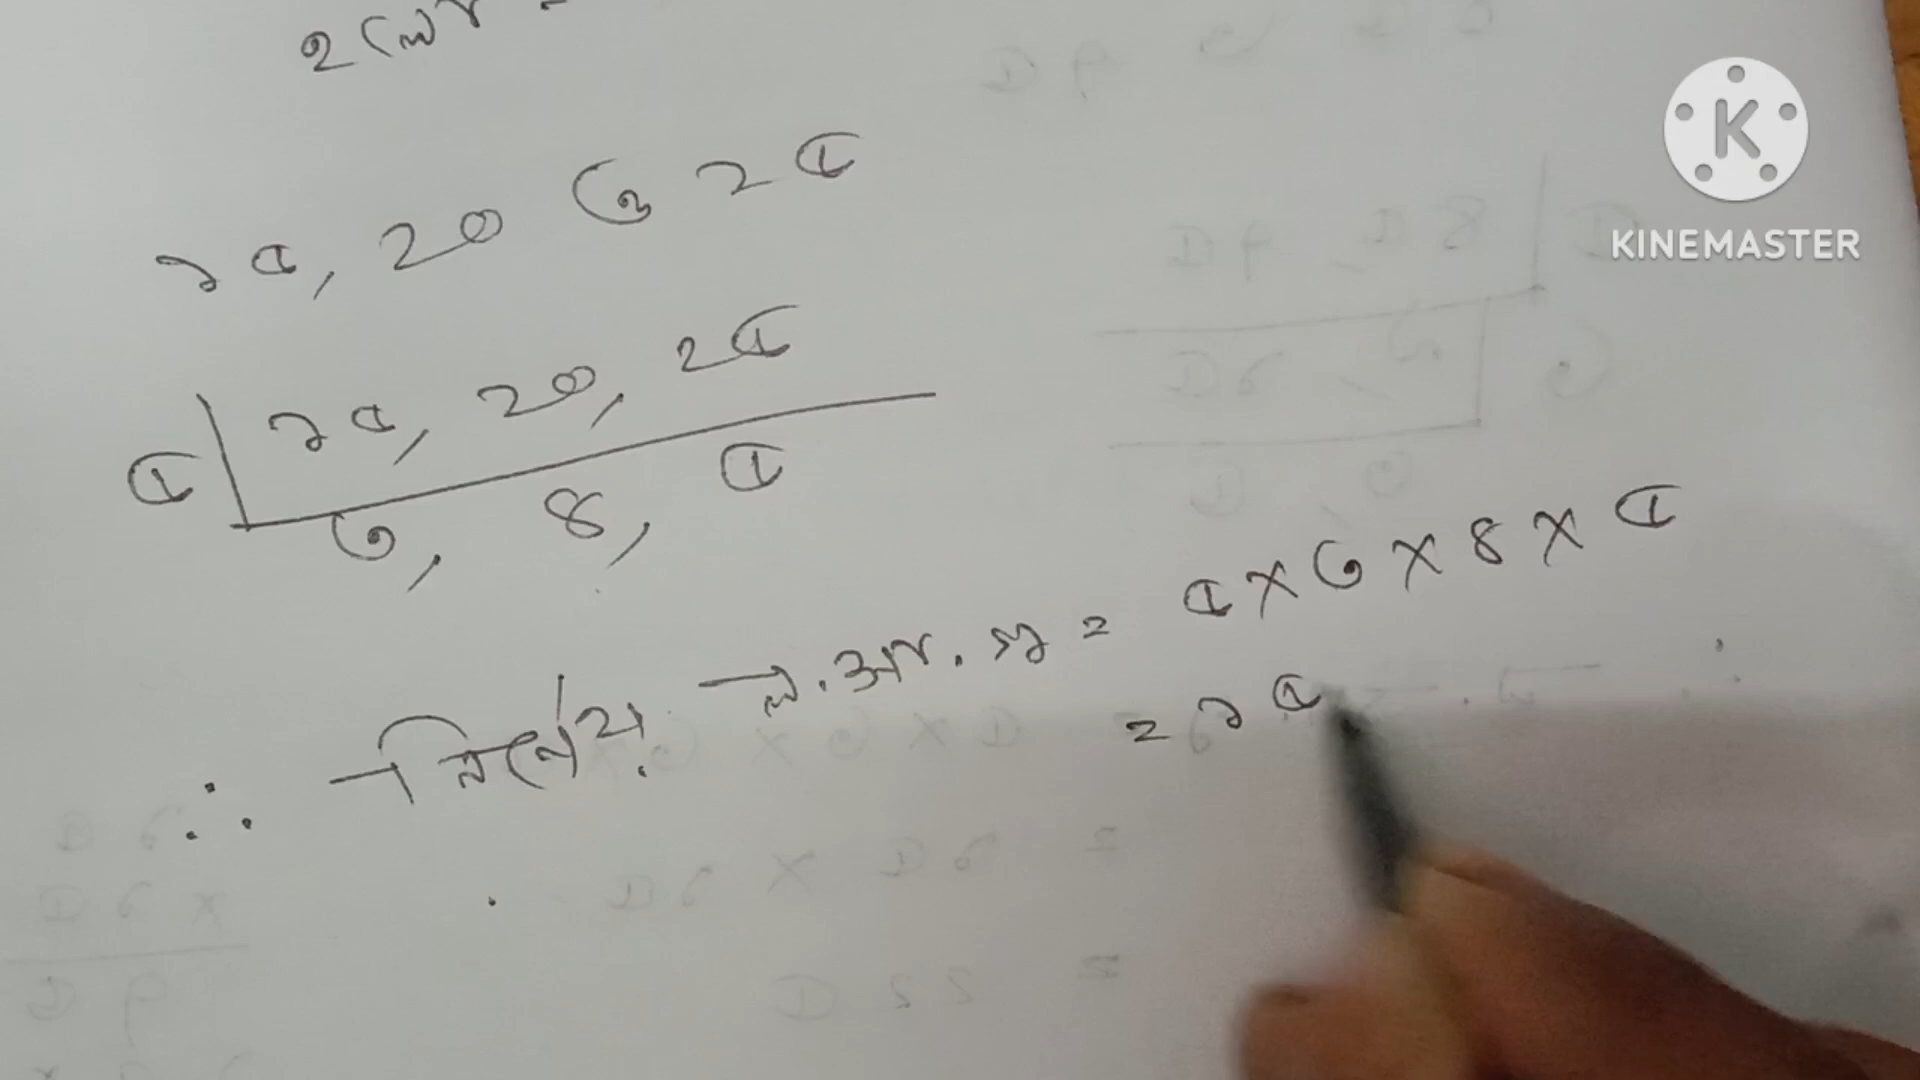 ১৫, ২০ ও ২৫
৫ | ১৫, ২০, ২৫
৩, ৪, ৫
∴ নির্ণেয় ল.সা.গু = ৫ × ৩ × ৪ × ৫
= ১৫
K
KINEMASTER